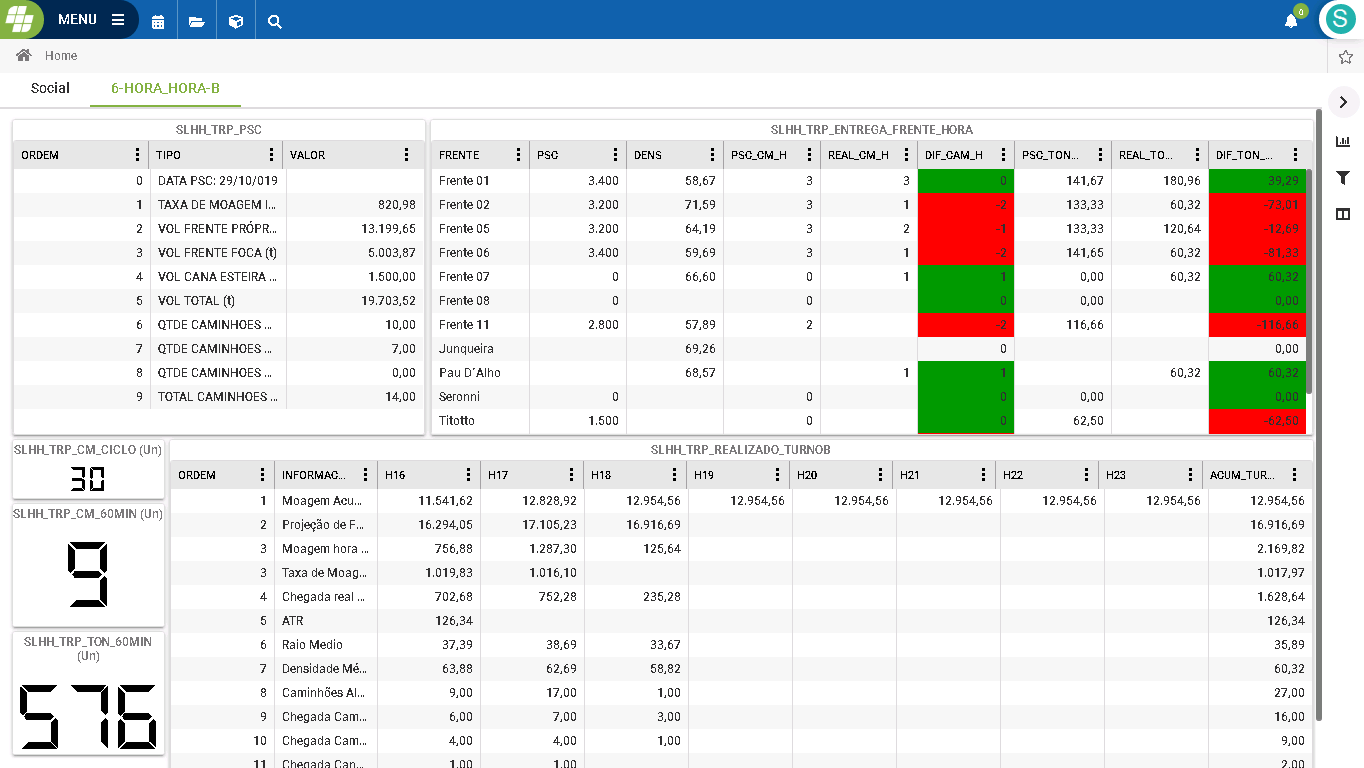 MENU
0
S
Home
Social 6-HORA_HORA-B
SLHH_TRP_PSC
ORDEM TIPO VALOR
0 DATA PSC: 29/10/019
1 TAXA DE MOAGEM I... 820,98
2 VOL FRENTE PRÓPR... 13.199,65
3 VOL FRENTE FOCA (t) 5.003,87
4 VOL CANA ESTEIRA ... 1.500,00
5 VOL TOTAL (t) 19.703,52
6 QTDE CAMINHOES ... 10,00
7 QTDE CAMINHOES ... 7,00
8 QTDE CAMINHOES ... 0,00
9 TOTAL CAMINHOES ... 14,00
SLHH_TRP_ENTREGA_FRENTE_HORA
FRENTE PSC DENS PSC_CM_H REAL_CM_H DIF_CAM_H PSC_TON... REAL_TO... DIF_TON_...
Frente 01 3.400 58,67 3 3 0 141,67 180,96 39,29
Frente 02 3.200 71,59 3 1 -2 133,33 60,32 -73,01
Frente 05 3.200 64,19 3 2 -1 133,33 120,64 -12,69
Frente 06 3.400 59,69 3 1 -2 141,65 60,32 -81,33
Frente 07 0 66,60 0 1 1 0,00 60,32 60,32
Frente 08 0 0 0 0,00 0,00
Frente 11 2.800 57,89 2 -2 116,66 -116,66
Junqueira 69,26 0 0,00
Pau D´Alho 68,57 1 1 60,32 60,32
Seronni 0 0 0 0,00 0,00
Titotto 1.500 0 0 62,50 -62,50
SLHH_TRP_CM_CICLO (Un)
30
SLHH_TRP_CM_60MIN (Un)
9
SLHH_TRP_TON_60MIN
(Un)
576
SLHH_TRP_REALIZADO_TURNOB
ORDEM INFORMAC... H16 H17 H18 H19 H20 H21 H22 H23 ACUM_TUR...
1 Moagem Acu... 11.541,62 12.828,92 12.954,56 12.954,56 12.954,56 12.954,56 12.954,56 12.954,56 12.954,56
2 Projeção de F... 16.294,05 17.105,23 16.916,69 16.916,69
3 Moagem hora ... 756,88 1.287,30 125,64 2.169,82
3 Taxa de Moag... 1.019,83 1.016,10 1.017,97
4 Chegada real ... 702,68 752,28 235,28 1.628,64
5 ATR 126,34 126,34
6 Raio Medio 37,39 38,69 33,67 35,89
7 Densidade Mé... 63,88 62,69 58,82 60,32
8 Caminhões Al... 9,00 17,00 1,00 27,00
9 Chegada Cam... 6,00 7,00 3,00 16,00
10 Chegada Cam... 4,00 4,00 1,00 9,00
11 Chegada Can... 1,00 1,00 2,00